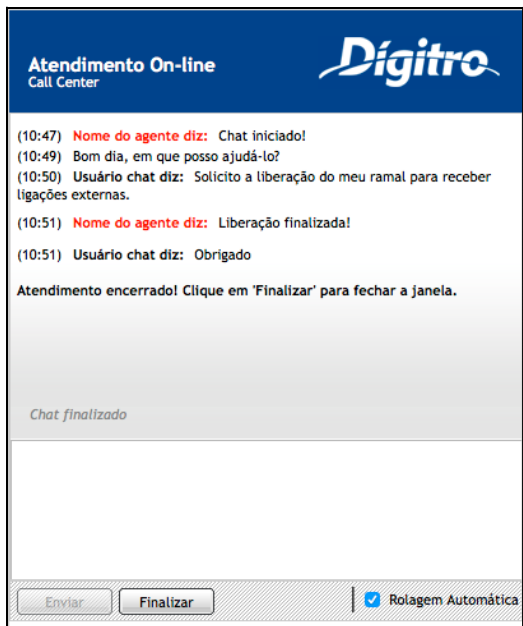 Atendimento On-line
Call Center
Dígitro
(10:47) Nome do agente diz: Chat iniciado!
(10:49) Bom dia, em que posso ajudá-lo?
(10:50) Usuário chat diz: Solicito a liberação do meu ramal para receber
ligações externas.
(10:51) Nome do agente diz: Liberação finalizada!
(10:51) Usuário chat diz: Obrigado
Atendimento encerrado! Clique em 'Finalizar' para fechar a janela.
Chat finalizado
Enviar Finalizar Rolagem Automática